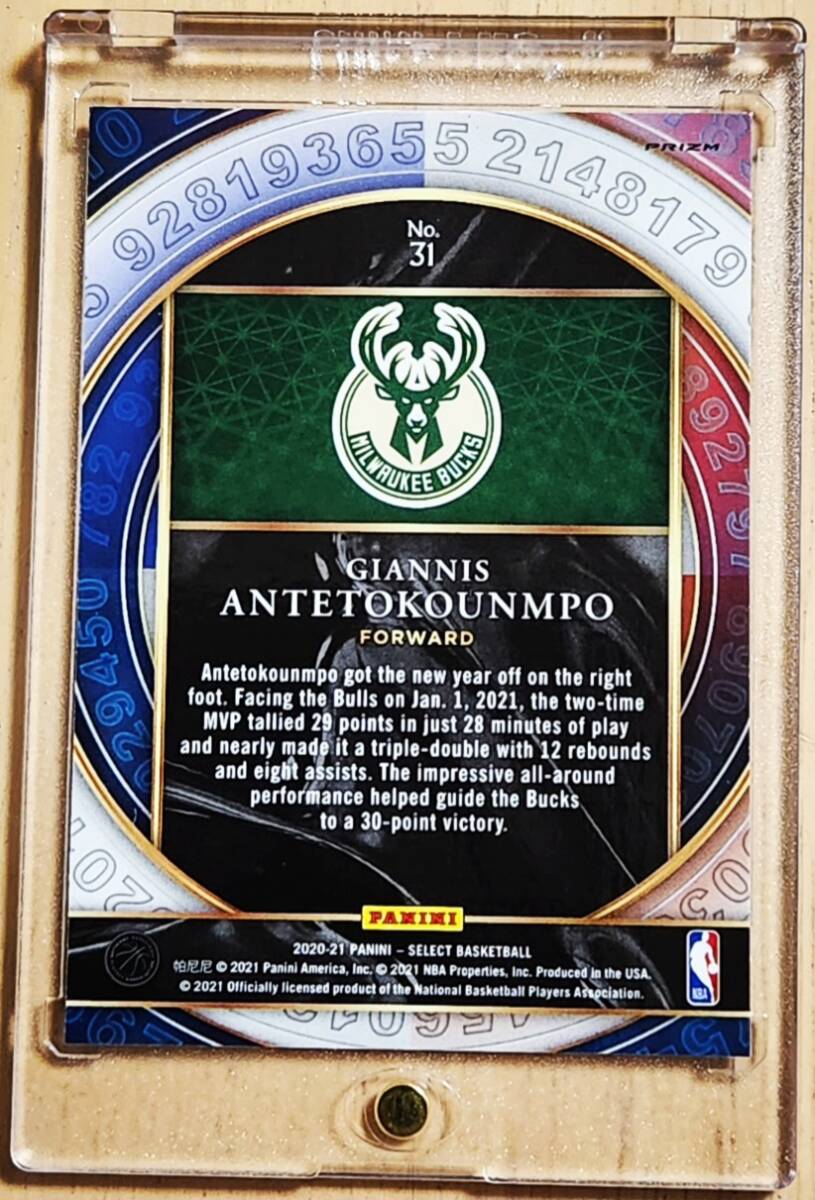 PRIZM
928193655 2148179
No.
31
MILWAUKEE BUCKS
GIANNIS
ANTETOKOUNMPO
FORWARD
Antetokounmpo got the new year off on the right
foot. Facing the Bulls on Jan. 1, 2021, the two-time
MVP tallied 29 points in just 28 minutes of play
and nearly made it a triple-double with 12 rebounds
and eight assists. The impressive all-around
performance helped guide the Bucks
to a 30-point victory.
PANINI
2020-21 PANINI – SELECT BASKETBALL
帕尼尼 © 2021 Panini America, Inc. © 2021 NBA Properties, Inc. Produced in the USA.
© 2021 Officially licensed product of the National Basketball Players Association.
NBA